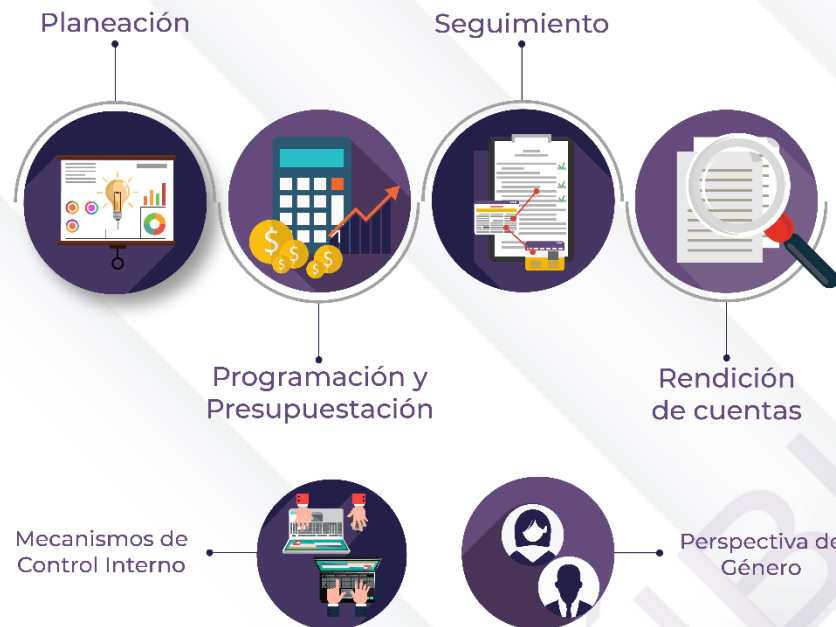 Planeación
Seguimiento
Programación y
Presupuestación
Rendición
de cuentas
Mecanismos de
Control Interno
Perspectiva de
Género